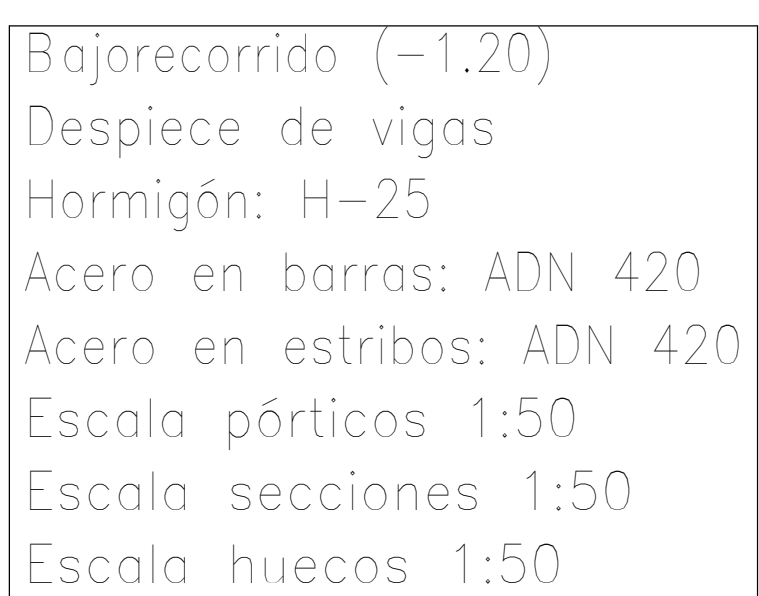 Bajorecorrido (-1.20)
Despiece de vigas
Hormigón: H-25
Acero en barras: ADN 420
Acero en estribos: ADN 420
Escala pórticos 1:50
Escala secciones 1:50
Escala huecos 1:50